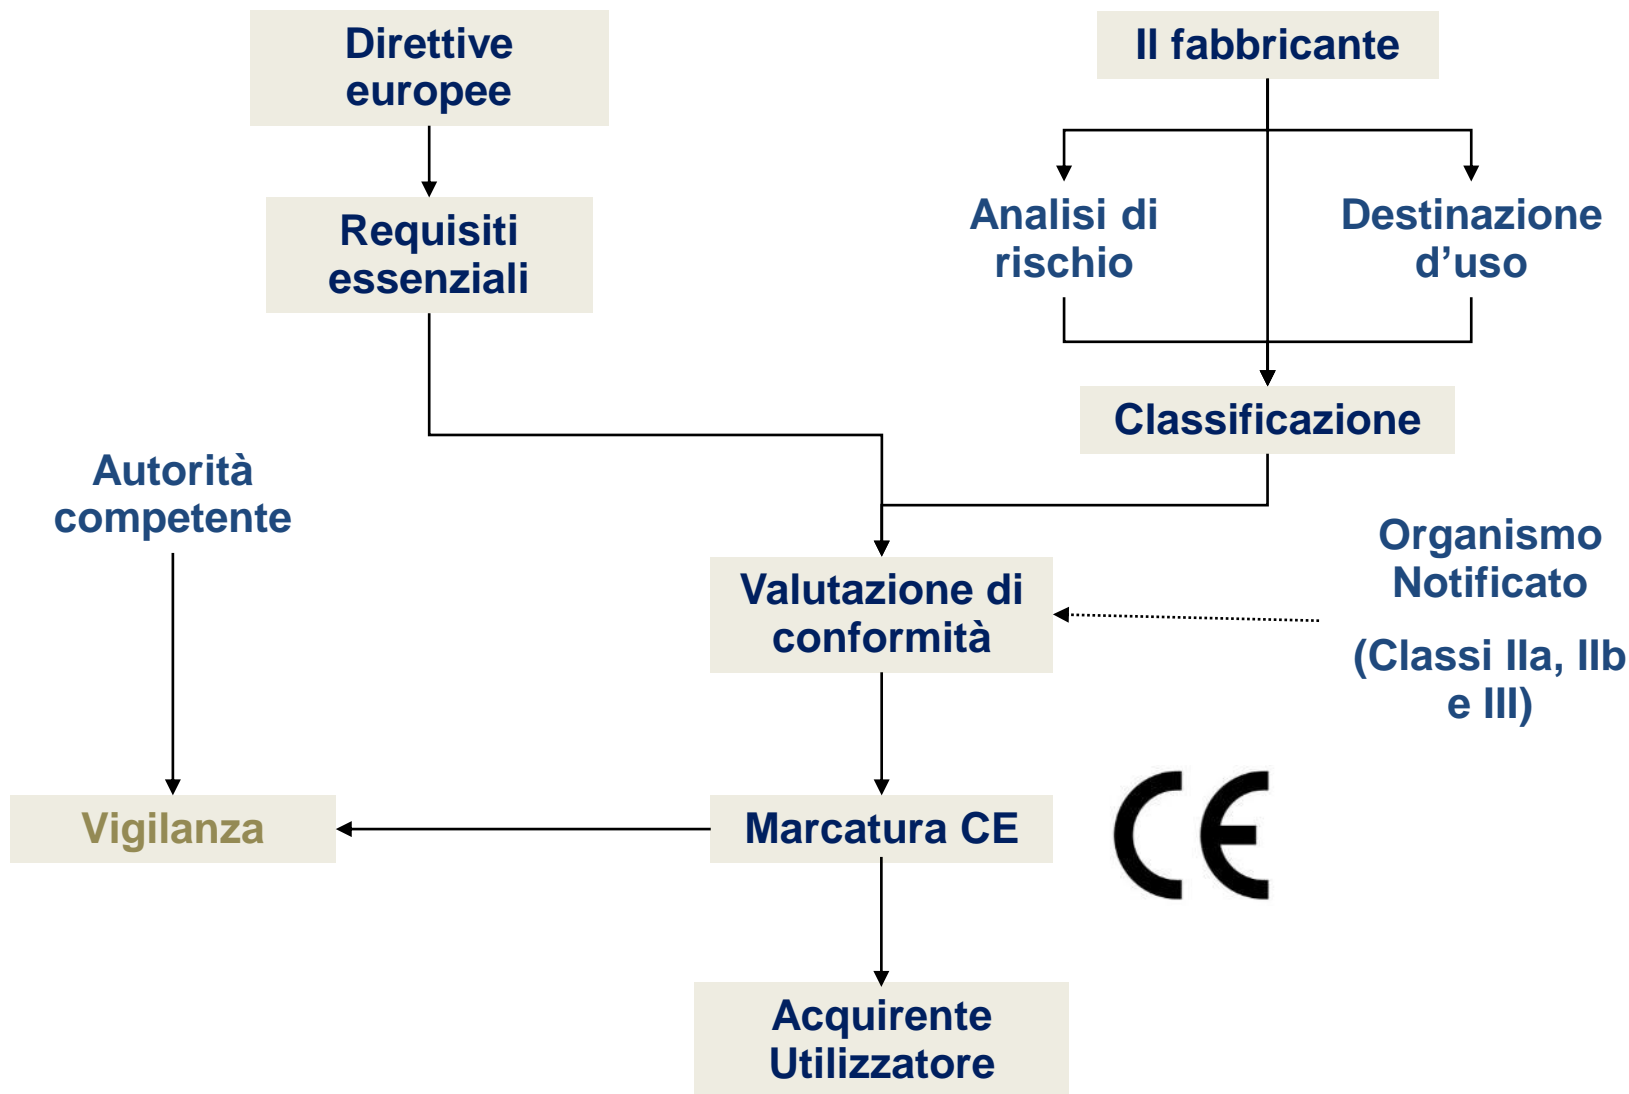 Direttive
europee
Il fabbricante
Requisiti
essenziali
Analisi di
rischio
Destinazione
d’uso
Classificazione
Autorità
competente
Organismo
Notificato
(Classi IIa, IIb
e III)
Valutazione di
conformità
Vigilanza
Marcatura CE
CE
Acquirente
Utilizzatore